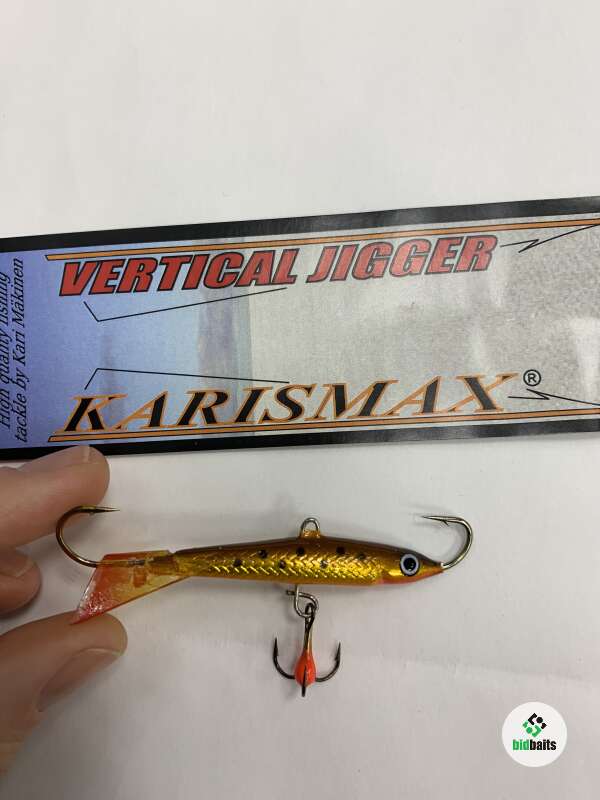 VERTICAL JIGGER
KARISMAX®
High quality fishing
tackle by Kari Mäkinen
bidbaits